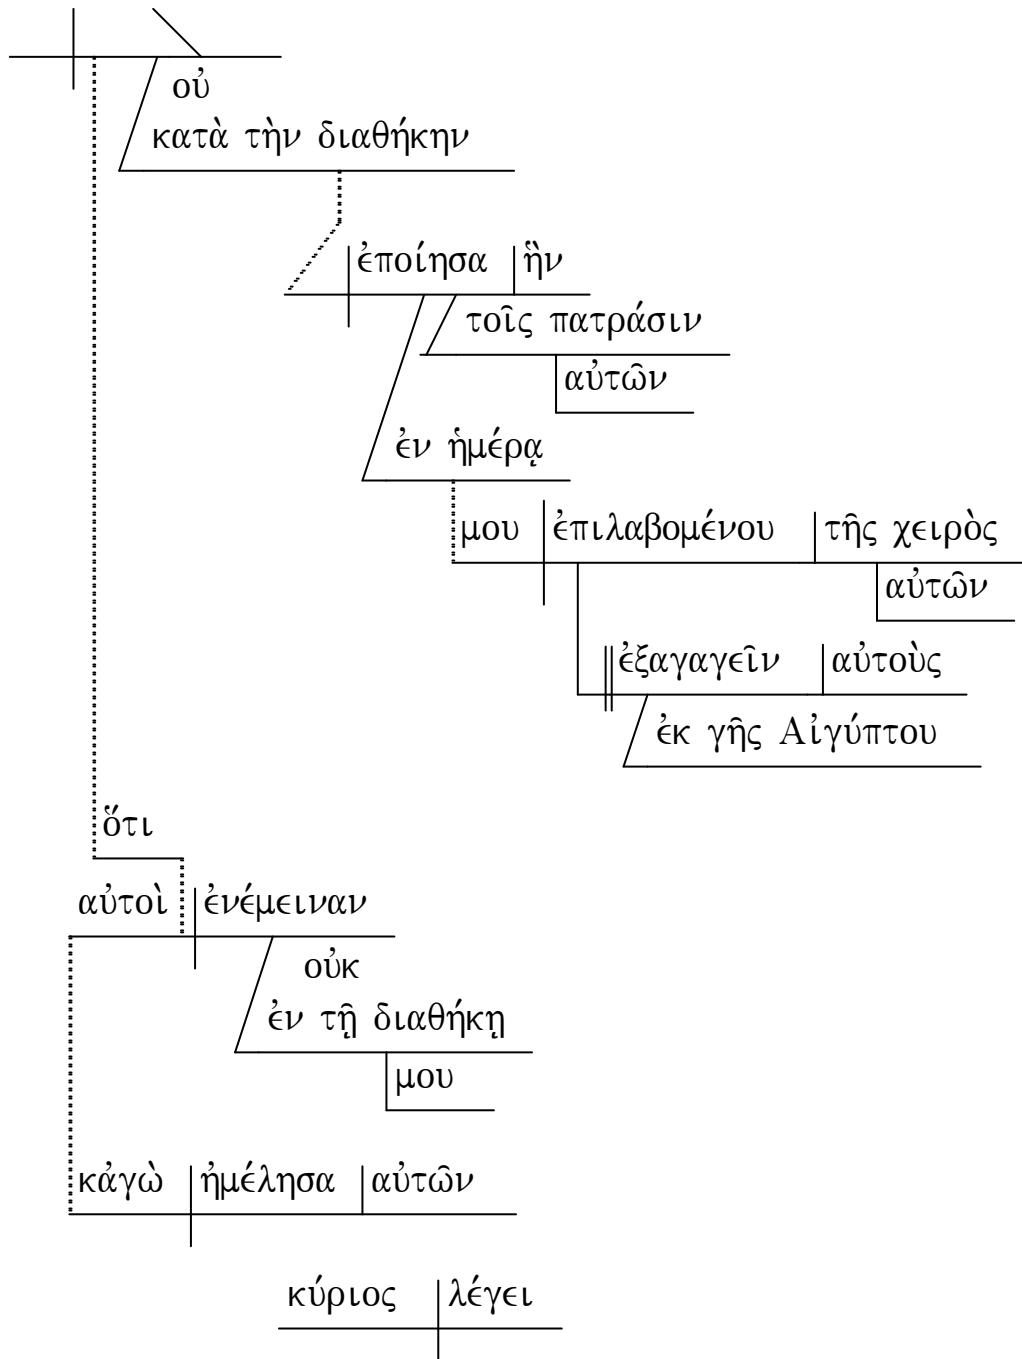 οὐ
κατὰ τὴν διαθήκην
ἐποίησα ἣν
τοῖς πατράσιν
αὐτῶν
ἐν ἡμέρᾳ
μου ἐπιλαβομένου τῆς χειρὸς
αὐτῶν
ἐξαγαγεῖν αὐτοὺς
ἐκ γῆς Αἰγύπτου
ὅτι
αὐτοὶ ἐνέμειναν
οὐκ
ἐν τῇ διαθήκῃ
μου
κἀγὼ ἠμέλησα αὐτῶν
κύριος λέγει